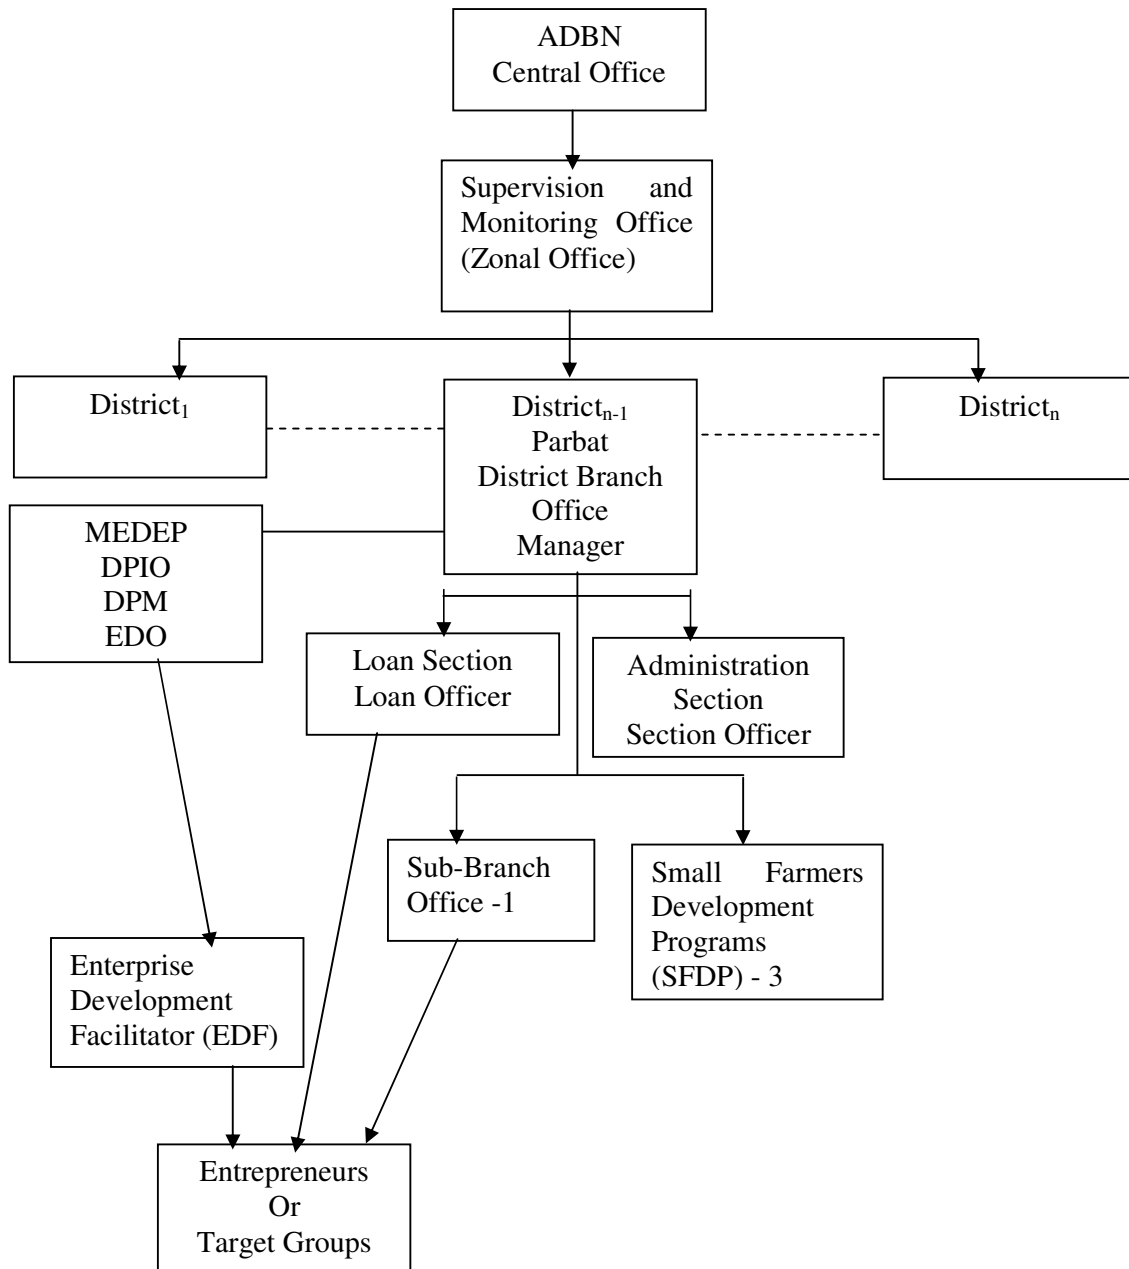 ADBN
Central Office
Supervision and
Monitoring Office
(Zonal Office)
District1
Districtn-1
Parbat
District Branch
Office
Manager
Districtn
MEDEP
DPIO
DPM
EDO
Loan Section
Loan Officer
Administration
Section
Section Officer
Sub-Branch
Office -1
Small Farmers
Development
Programs
(SFDP) - 3
Enterprise
Development
Facilitator (EDF)
Entrepreneurs
Or
Target Groups